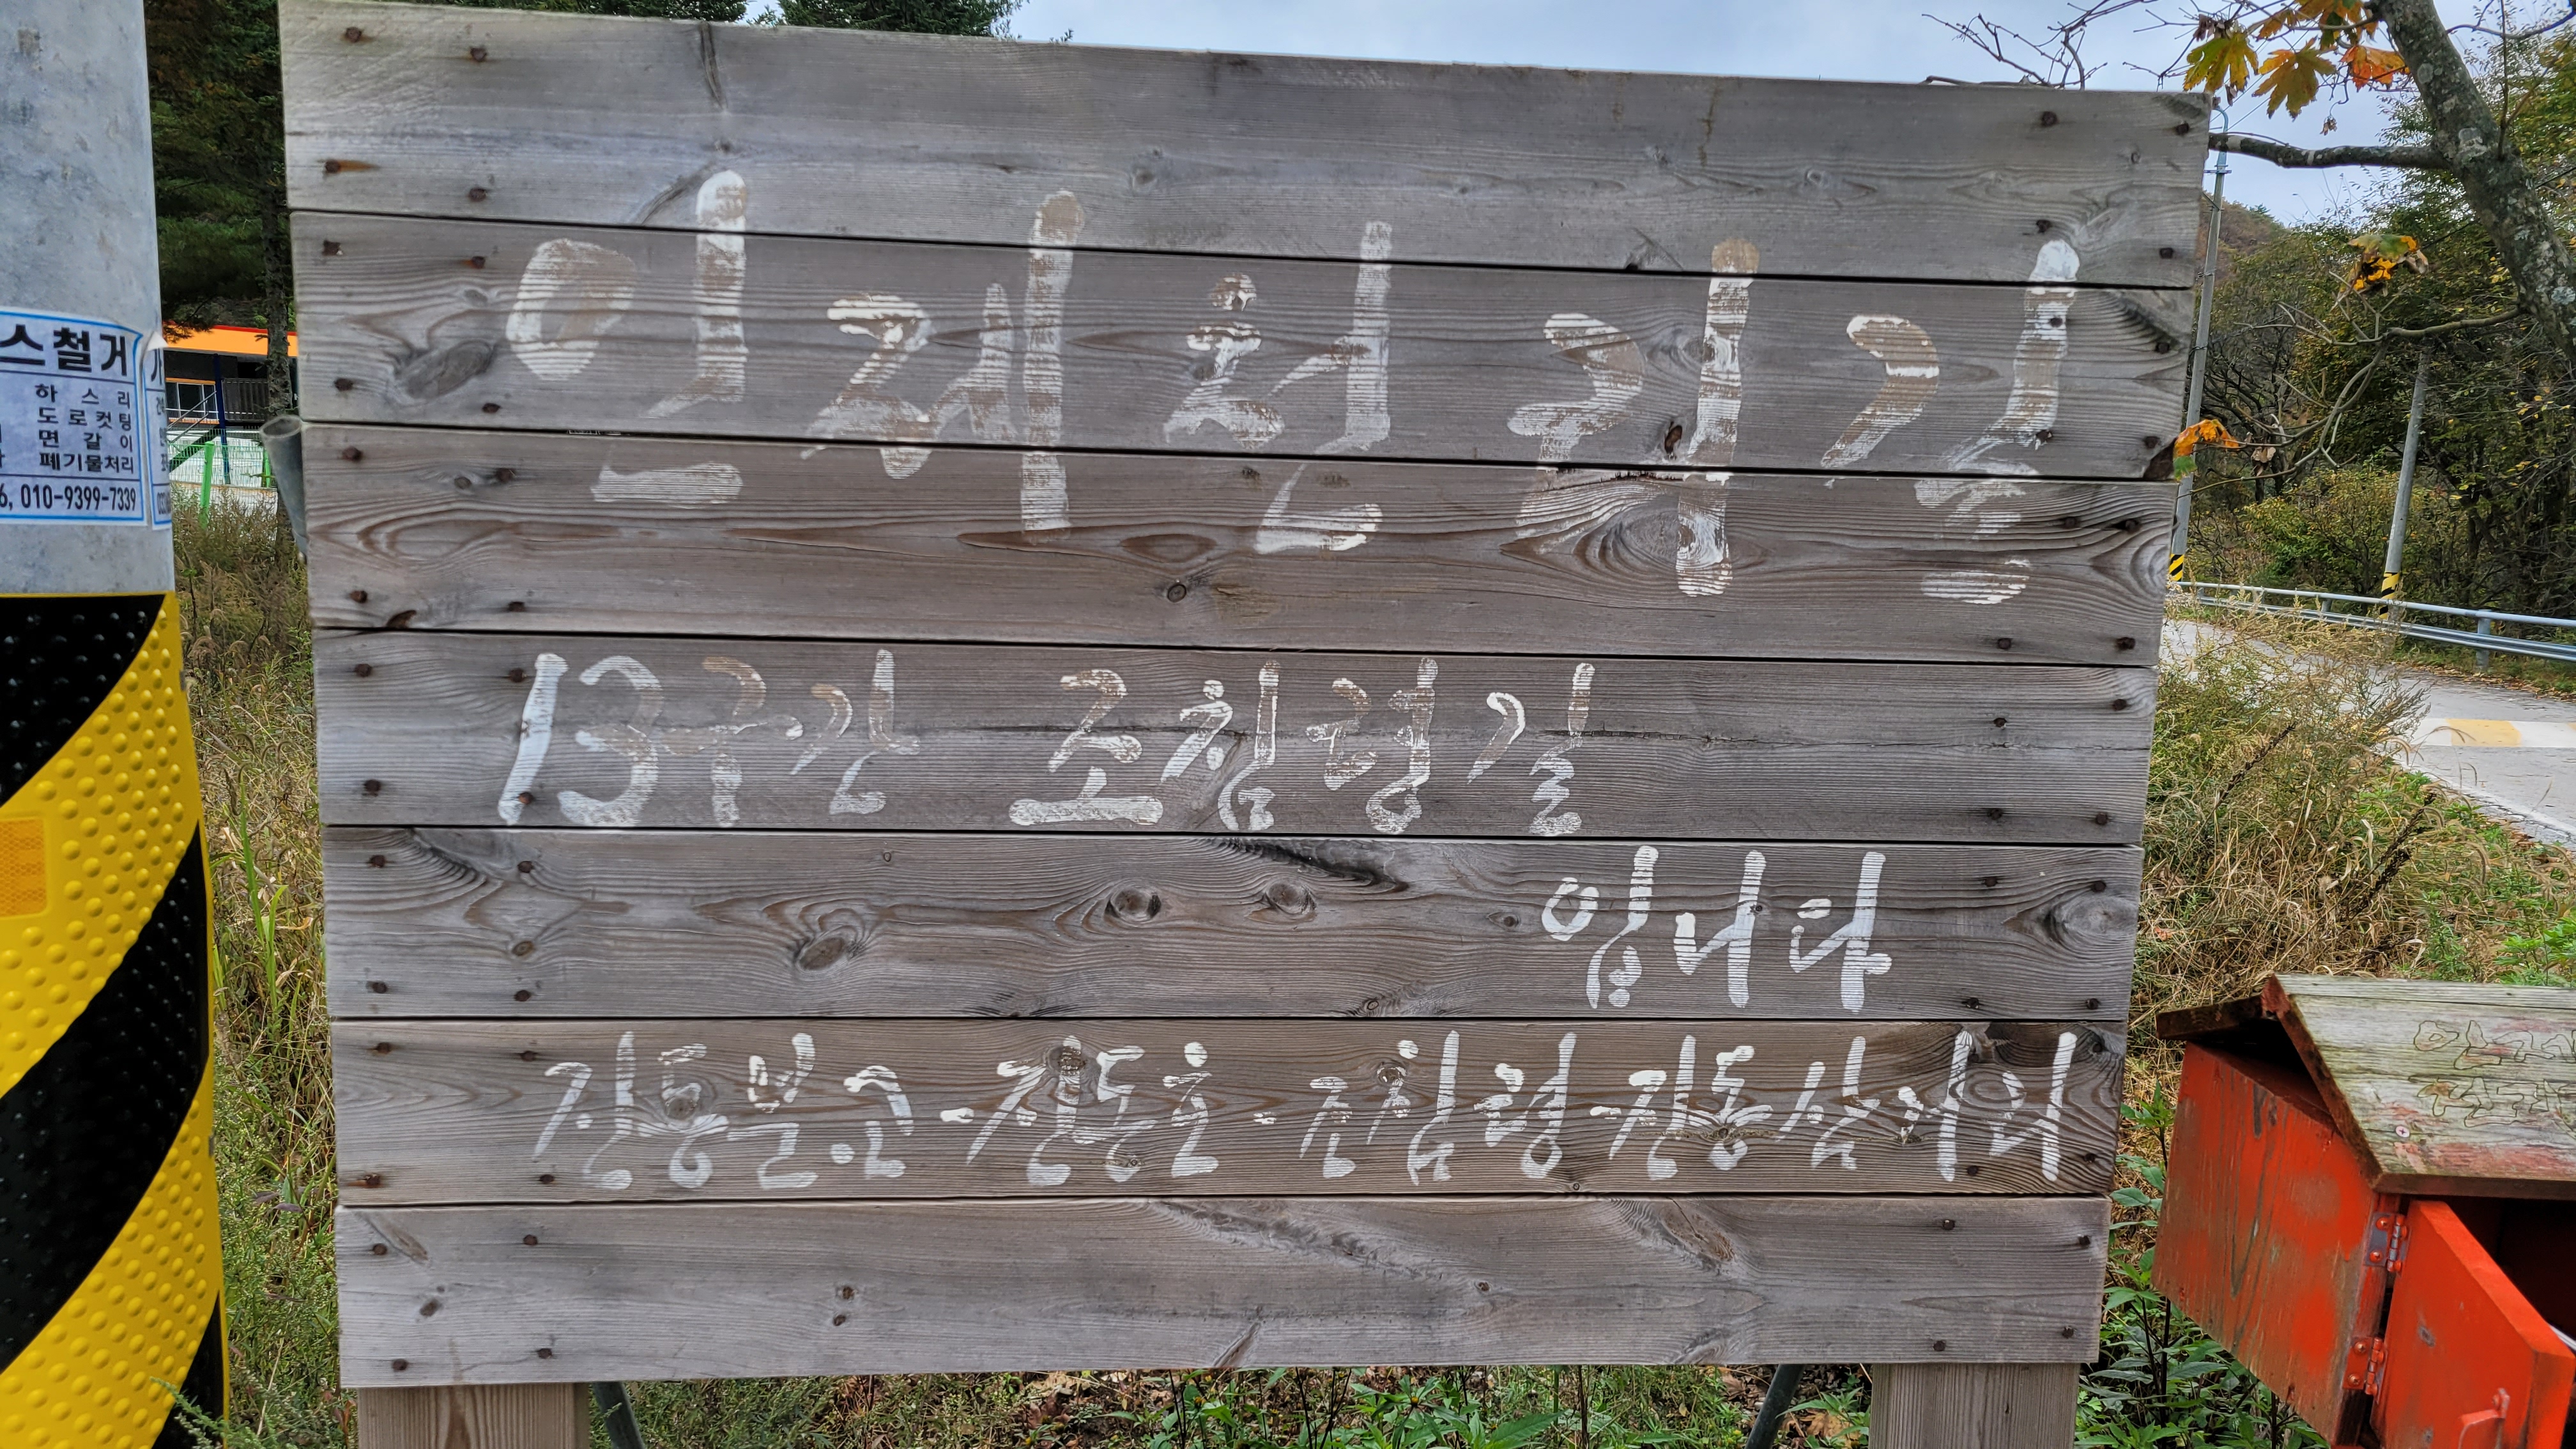 스철거
하스리
도로컷팅
면갈이
폐기물처리
6, 010-9399-7339
인제천리길
13구간 조침령길
입니다
진동분교-진동호-조침령-진동삼거리